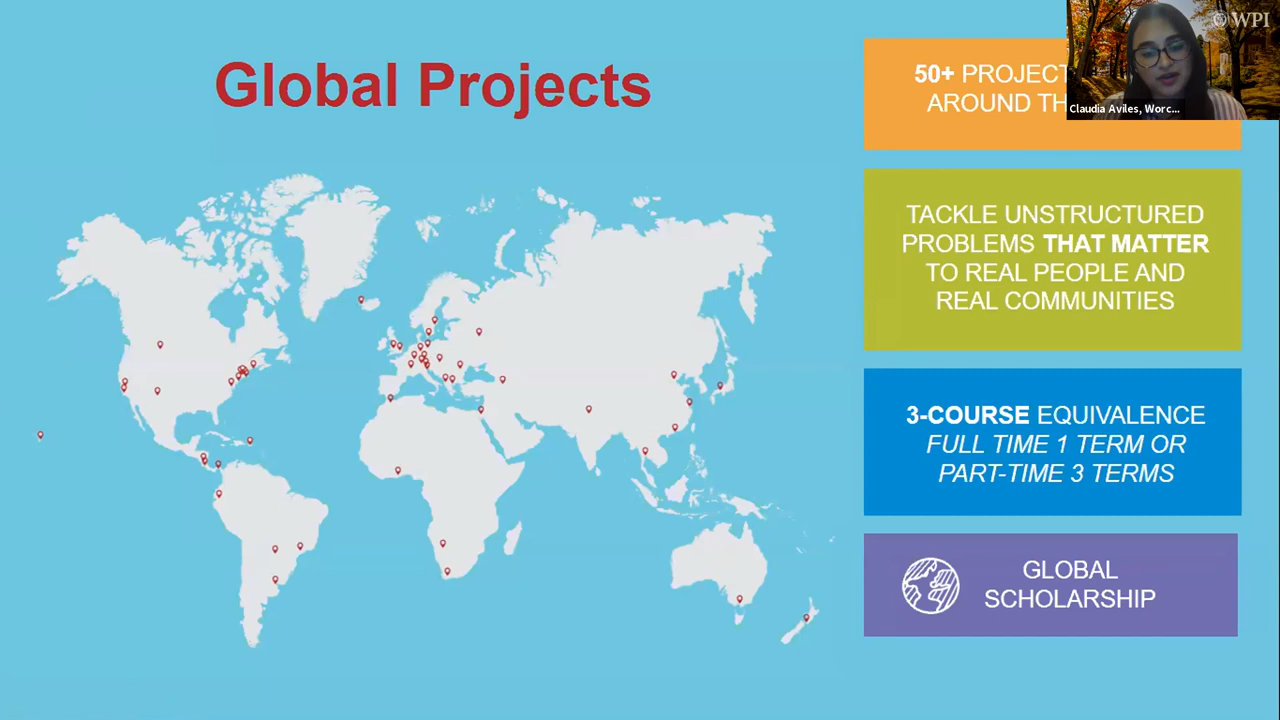 WPI
Global Projects
50+ PROJECT
AROUND TH
Claudia Aviles, Worc...
TACKLE UNSTRUCTURED
PROBLEMS THAT MATTER
TO REAL PEOPLE AND
REAL COMMUNITIES
3-COURSE EQUIVALENCE
FULL TIME 1 TERM OR
PART-TIME 3 TERMS
GLOBAL
SCHOLARSHIP